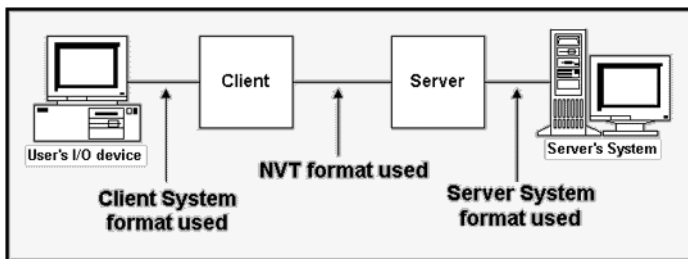 Client
Server
User's I/O device
Server's System
NVT format used
Client System
format used
Server System
format used